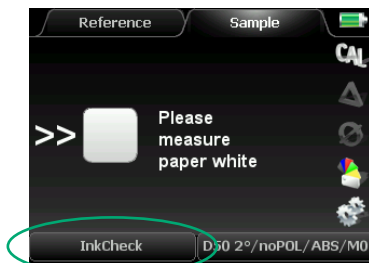 Reference Sample
CAL
>> Please
measure
paper white
InkCheck D50 2°/noPOL/ABS/M0